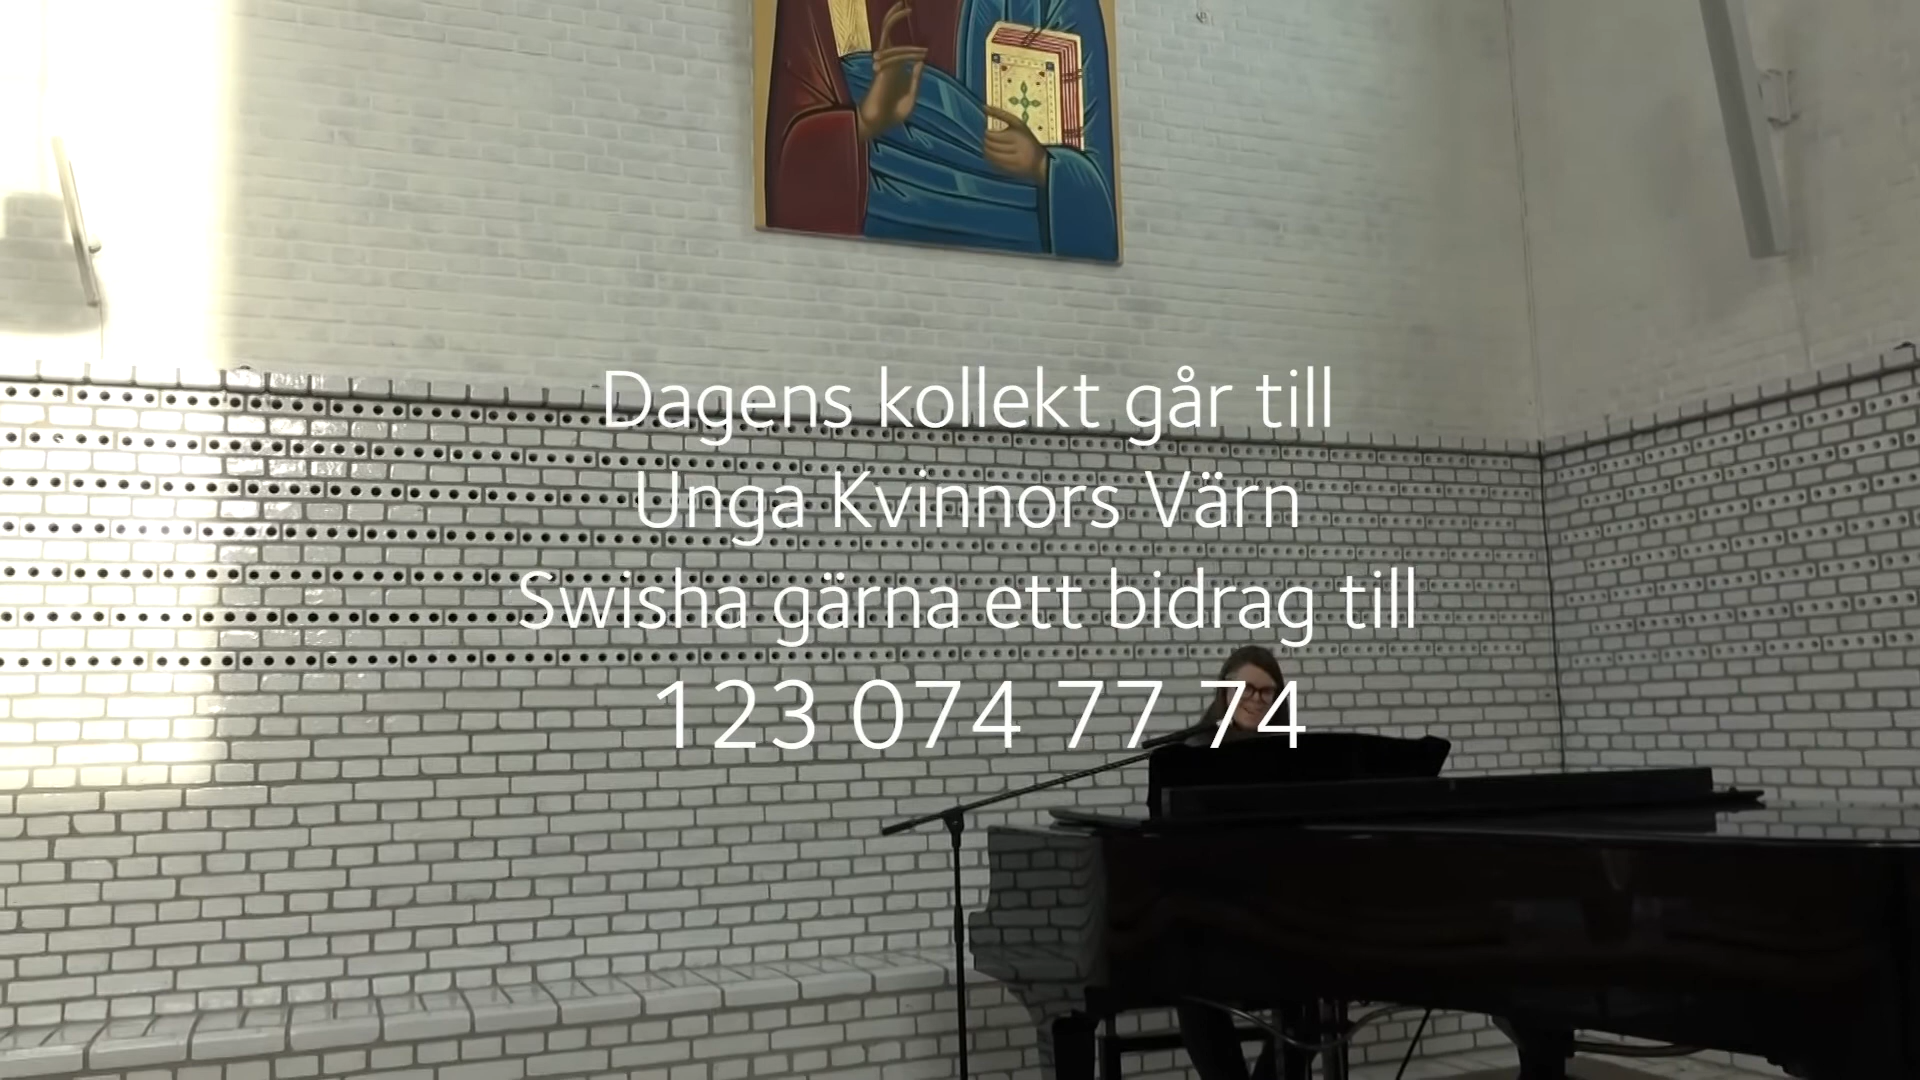 Dagens kollekt går till
Unga Kvinnors Värn
Swisha gärna ett bidrag till
123 074 77 74